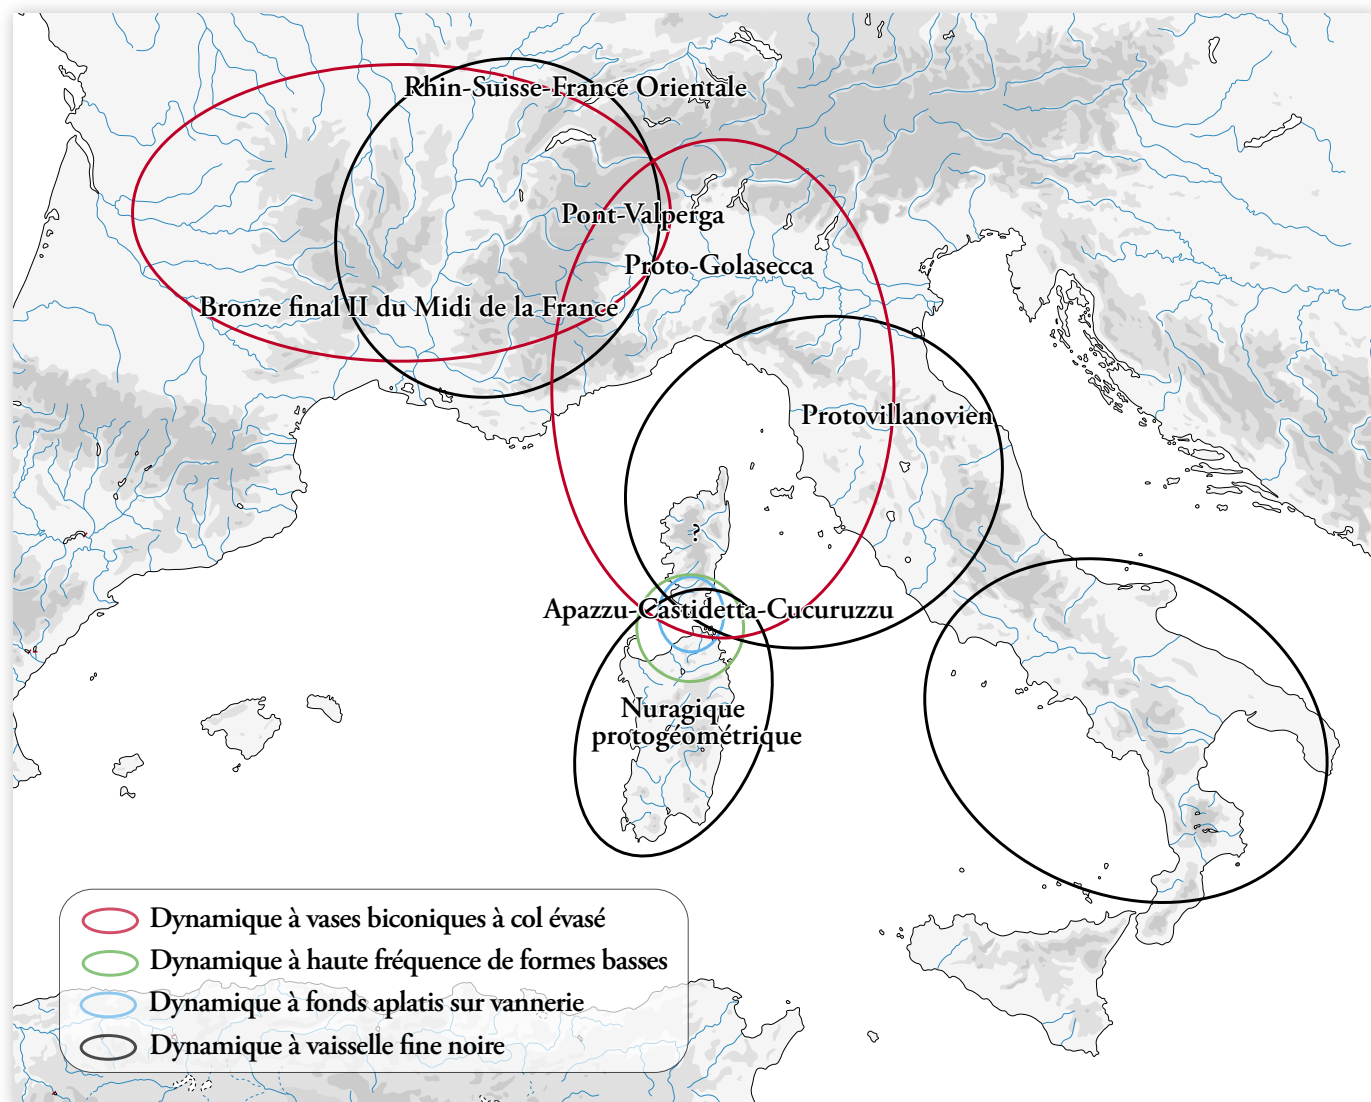 Rhin-Suisse-France Orientale
Pont-Valperga
Proto-Golasecca
Bronze final II du Midi de la France
Protovillanovien
?
Apazzu-Castidetta-Cucuruzzu
Nuragique
protogéométrique
Dynamique à vases biconiques à col évasé
Dynamique à haute fréquence de formes basses
Dynamique à fonds aplatis sur vannerie
Dynamique à vaisselle fine noire